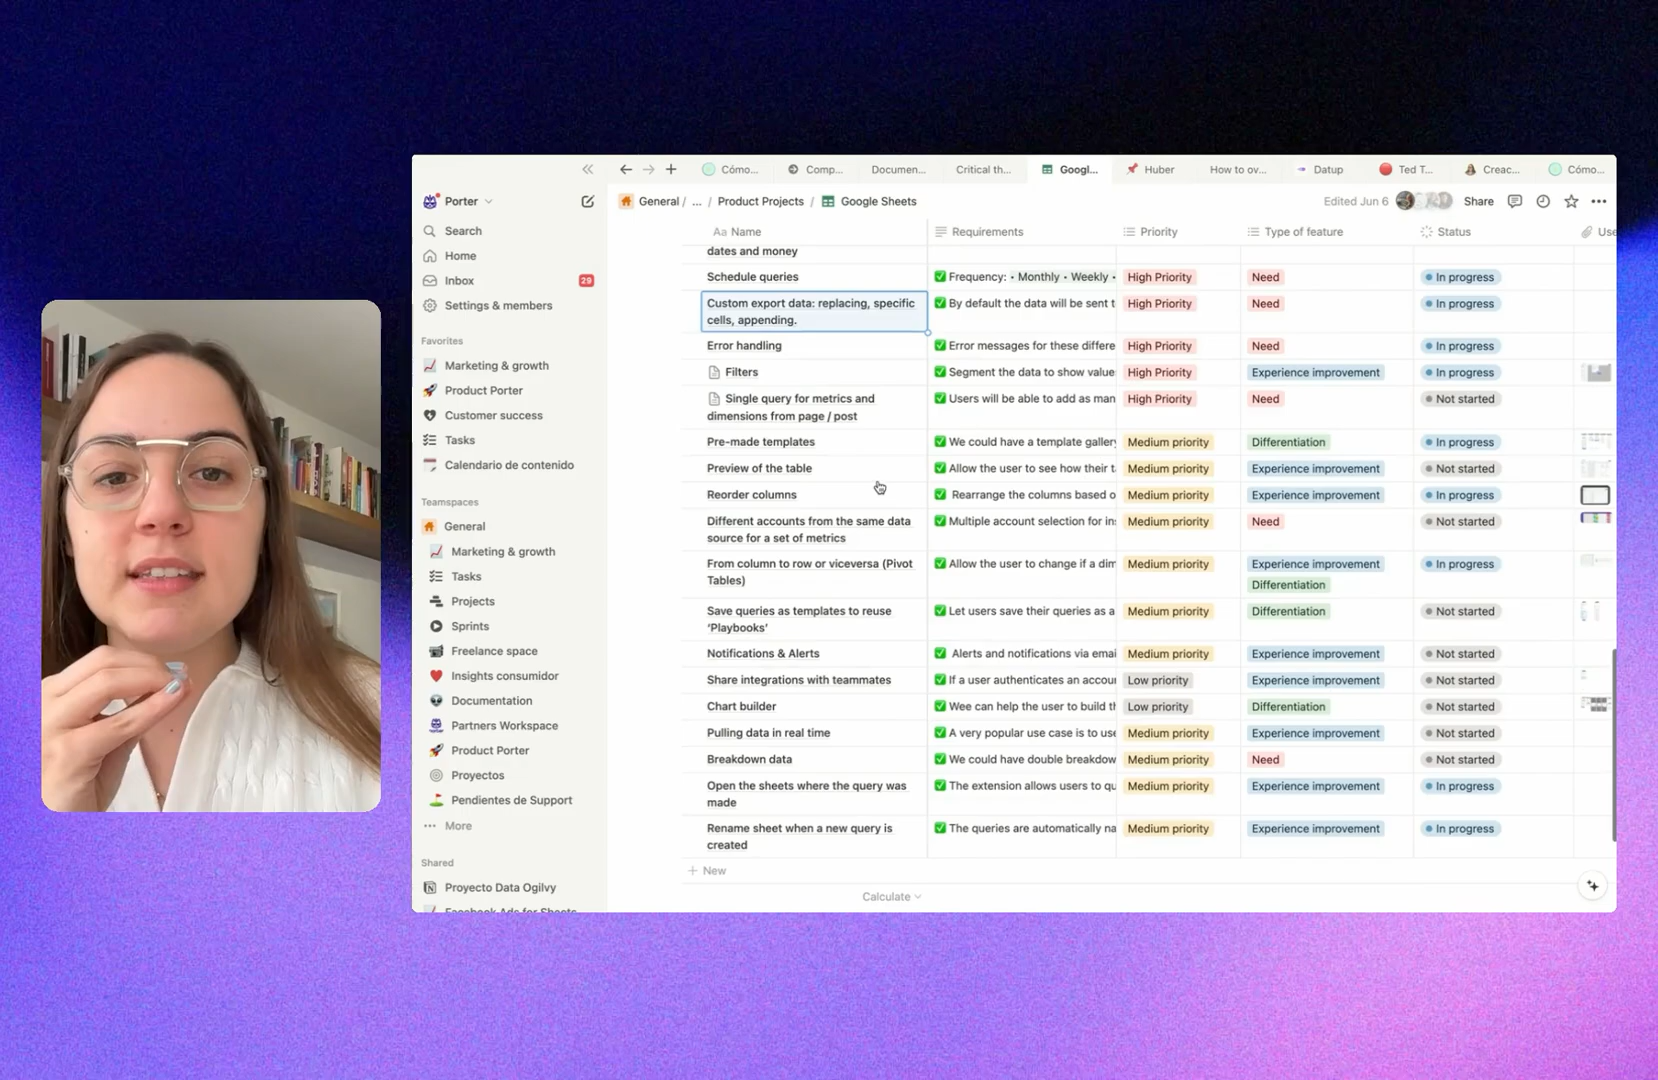 Cómo...
Comp...
Documen...
Critical th...
Googl...
Huber
How to ov...
Datup
Ted T...
Creac...
Cómo...
Porter
General / ... / Product Projects / Google Sheets
Edited Jun 6
Share
Search
Home
Inbox 29
Settings & members
Favorites
Marketing & growth
Product Porter
Customer success
Tasks
Calendario de contenido
Teamspaces
General
Marketing & growth
Tasks
Projects
Sprints
Freelance space
Insights consumidor
Documentation
Partners Workspace
Product Porter
Proyectos
Pendientes de Support
More
Shared
Proyecto Data Ogilvy
Facebook Ads for Sheets
Aa Name Requirements Priority Type of feature Status Use
dates and money
Schedule queries ✅ Frequency: • Monthly • Weekly • High Priority Need In progress
Custom export data: replacing, specific ✅ By default the data will be sent t High Priority Need In progress
cells, appending.
Error handling ✅ Error messages for these differe High Priority Need In progress
Filters ✅ Segment the data to show value High Priority Experience improvement In progress
Single query for metrics and ✅ Users will be able to add as man High Priority Need Not started
dimensions from page / post
Pre-made templates ✅ We could have a template gallery Medium priority Differentiation In progress
Preview of the table ✅ Allow the user to see how their t Medium priority Experience improvement Not started
Reorder columns ✅ Rearrange the columns based o Medium priority Experience improvement In progress
Different accounts from the same data ✅ Multiple account selection for in Medium priority Need Not started
source for a set of metrics
From column to row or viceversa (Pivot ✅ Allow the user to change if a dim Medium priority Experience improvement In progress
Tables) Differentiation
Save queries as templates to reuse ✅ Let users save their queries as a Medium priority Differentiation Not started
‘Playbooks’
Notifications & Alerts ✅ Alerts and notifications via emai Medium priority Experience improvement Not started
Share integrations with teammates ✅ If a user authenticates an accour Low priority Experience improvement Not started
Chart builder ✅ Wee can help the user to build th Low priority Differentiation Not started
Pulling data in real time ✅ A very popular use case is to use Medium priority Experience improvement Not started
Breakdown data ✅ We could have double breakdow Medium priority Need Not started
Open the sheets where the query was ✅ The extension allows users to qu Medium priority Experience improvement In progress
made
Rename sheet when a new query is ✅ The queries are automatically na Medium priority Experience improvement In progress
created
+ New
Calculate